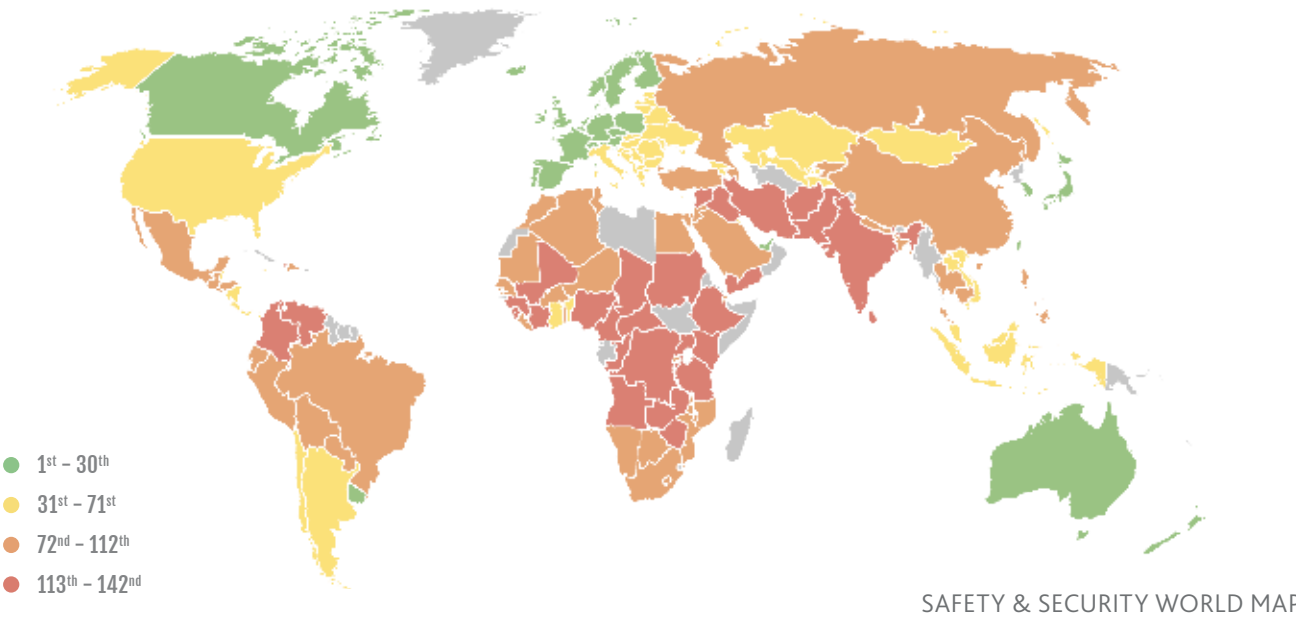 1st – 30th
31st – 71st
72nd – 112th
113th – 142nd
SAFETY & SECURITY WORLD MAP